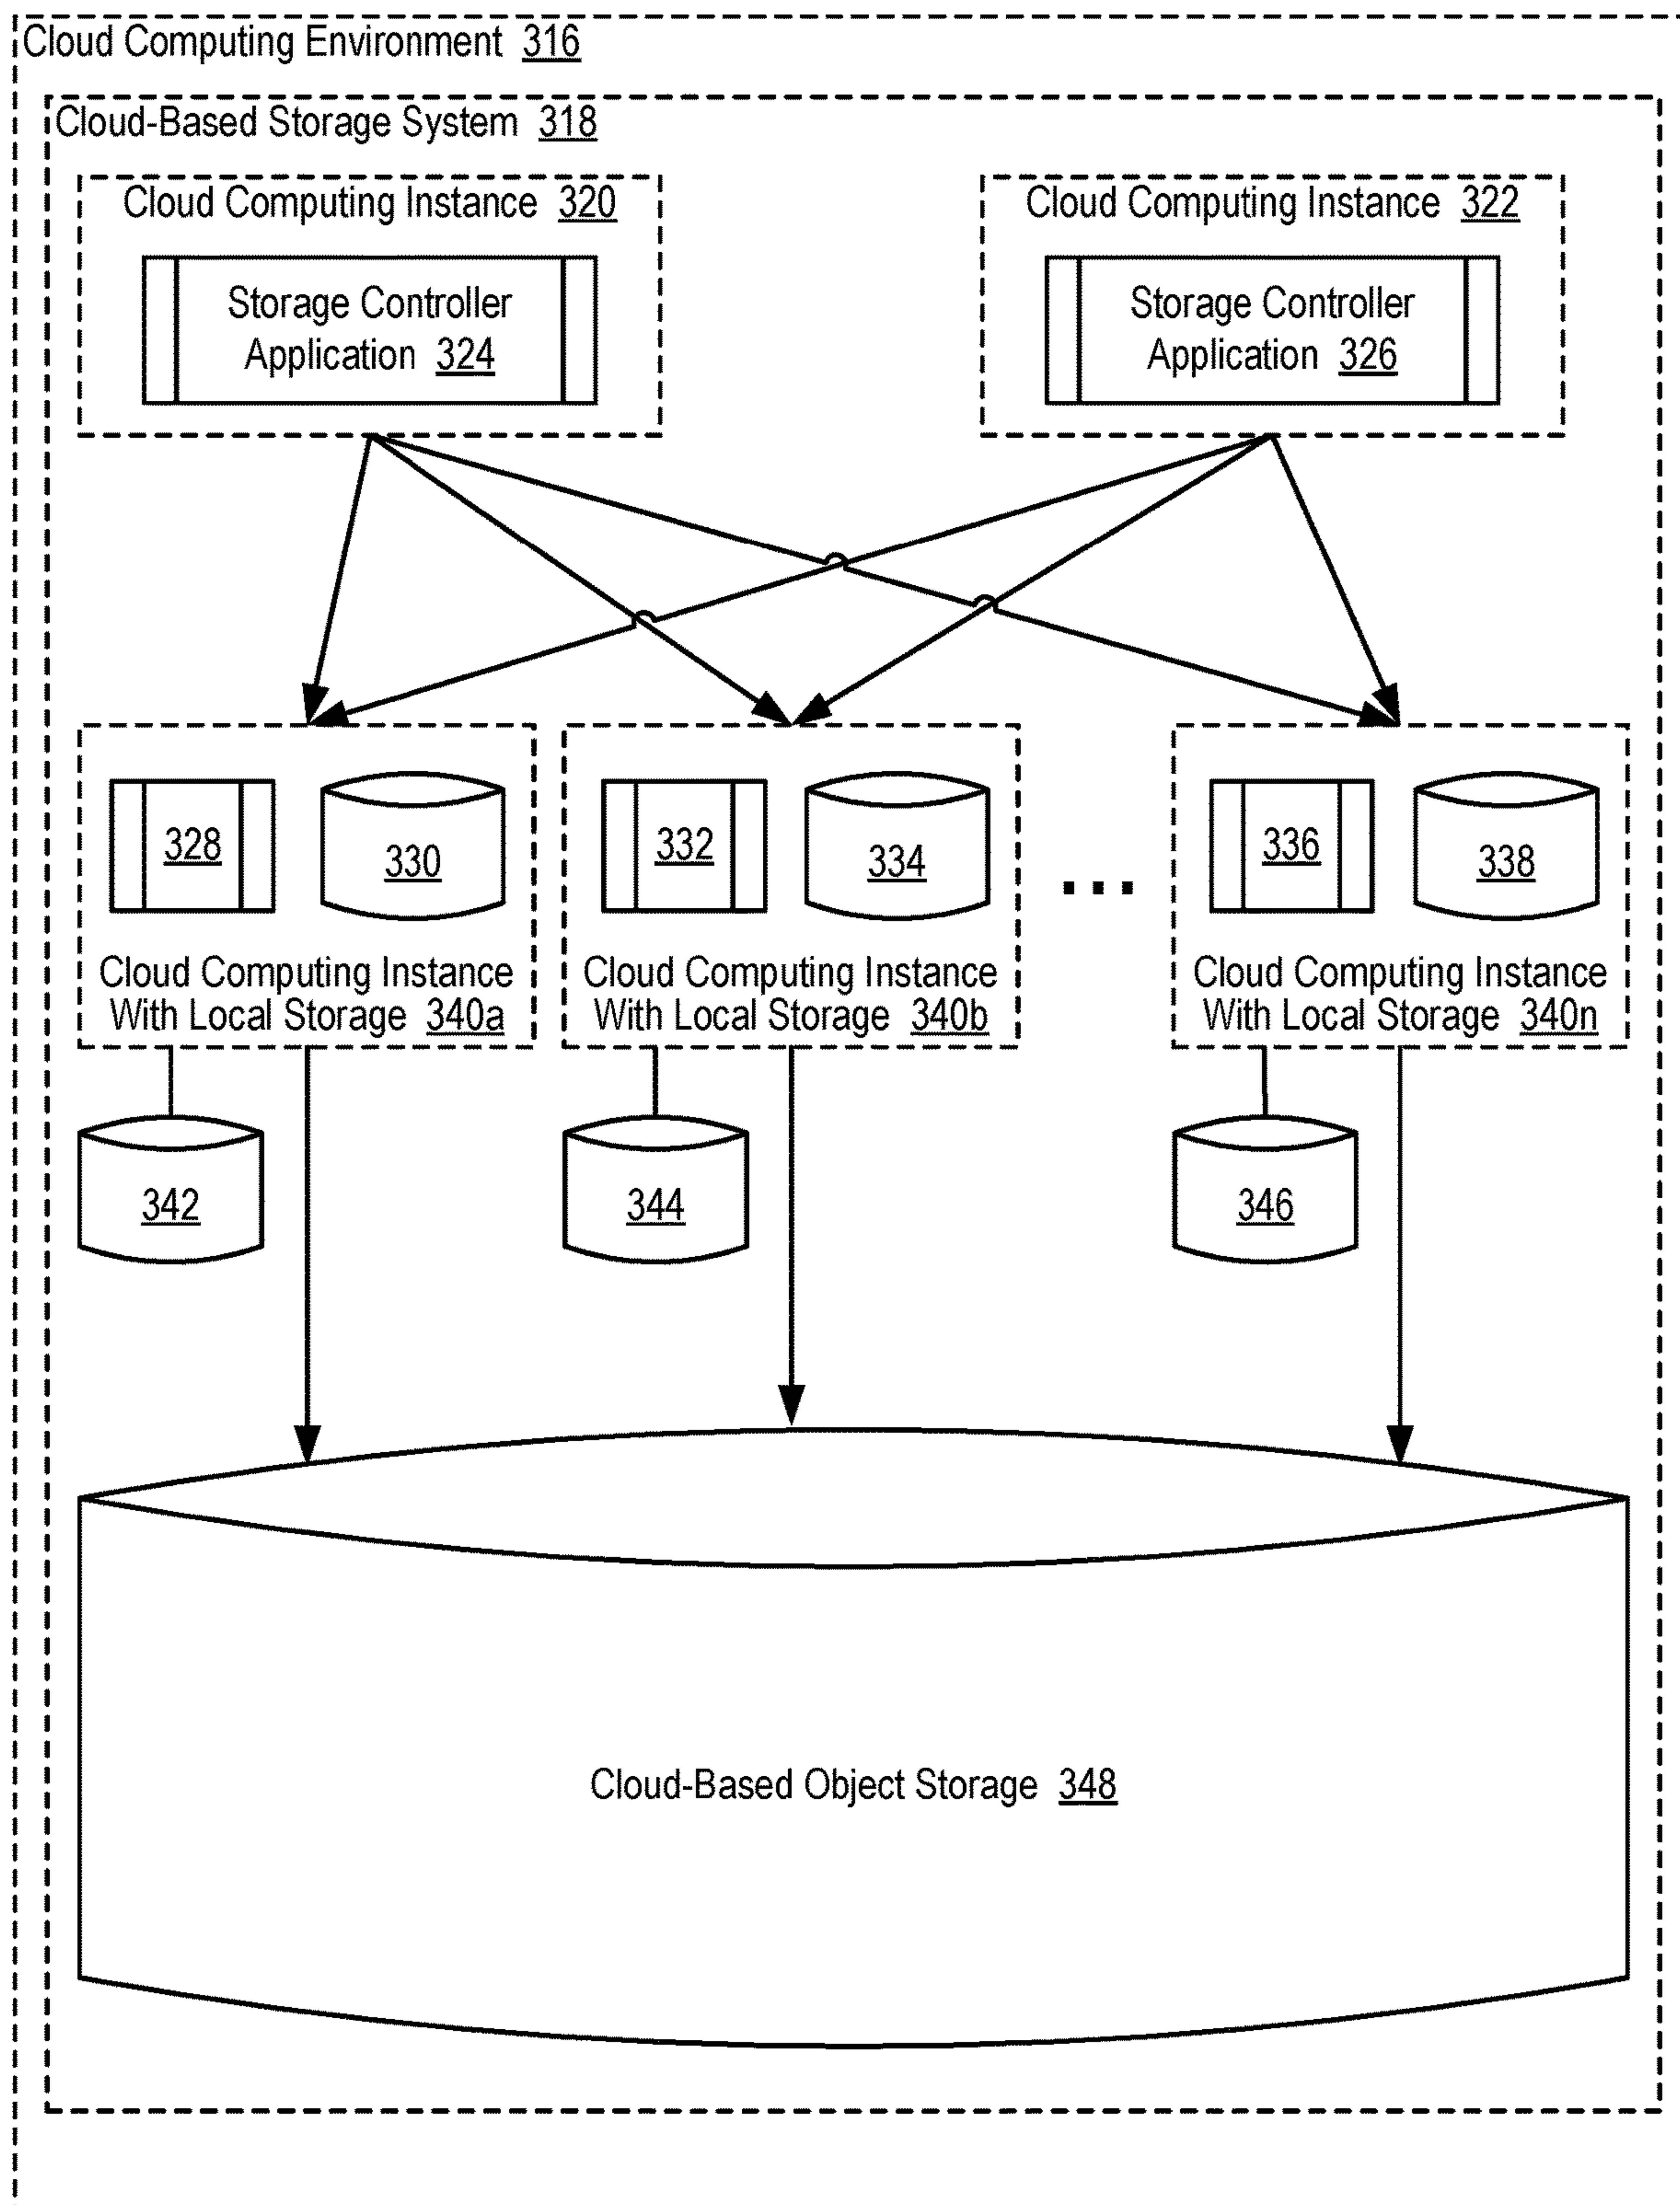 Cloud Computing Environment 316
Cloud-Based Storage System 318
Cloud Computing Instance 320
Storage Controller
Application 324
Cloud Computing Instance 322
Storage Controller
Application 326
328
330
Cloud Computing Instance
With Local Storage 340a
332
334
Cloud Computing Instance
With Local Storage 340b
...
336
338
Cloud Computing Instance
With Local Storage 340n
342
344
346
Cloud-Based Object Storage 348